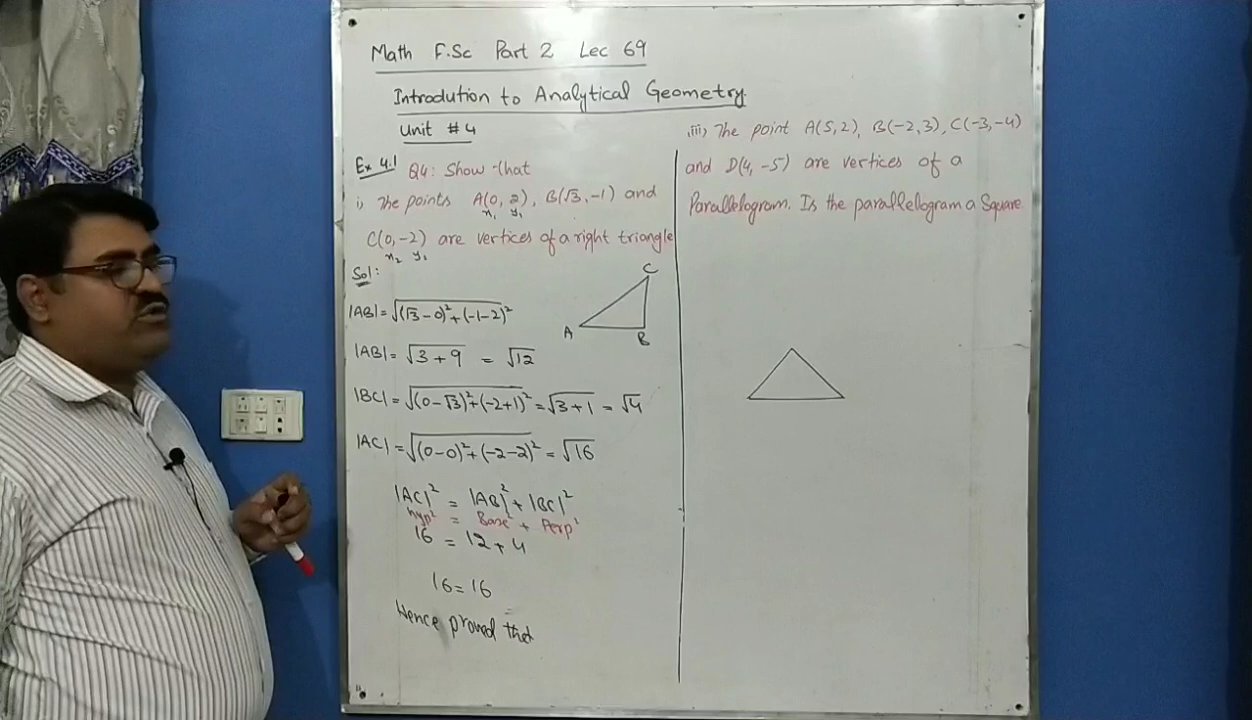 Math F.Sc Part 2 Lec 69
Introdution to Analytical Geometry.
Unit #4
Ex 4.1 Q4: Show that
i, The points A(0, 2), B(√3, -1) and
x₁ y₁
C(0, -2) are vertices of a right triangle
x₂ y₂
Sol:
C
A B
|AB| = √(√3-0)²+(-1-2)²
|AB| = √3+9 = √12
|BC| = √(0-√3)²+(-2+1)² = √3+1 = √4
|AC| = √(0-0)²+(-2-2)² = √16
|AC|² = |AB|² + |BC|²
hyp² = Base² + Perp²
16 = 12+4
16 = 16
Hence proved that
(iii) The point A(5,2), B(-2,3), C(-3,-4)
and D(4,-5) are vertices of a
Parallelogram. Is the parallelogram a Square